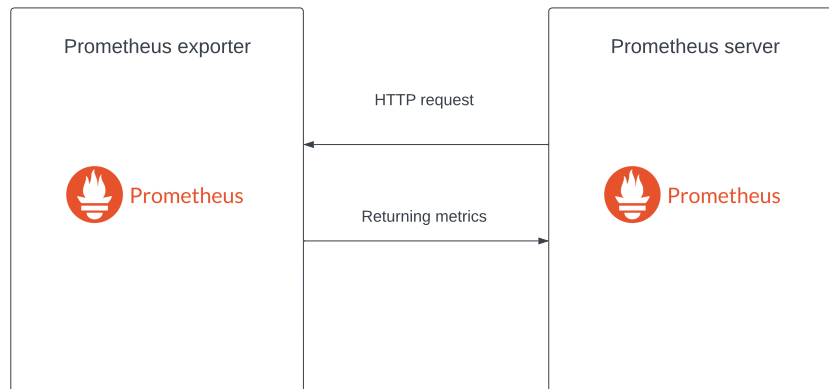 Prometheus exporter
Prometheus server
HTTP request
Prometheus
Prometheus
Returning metrics